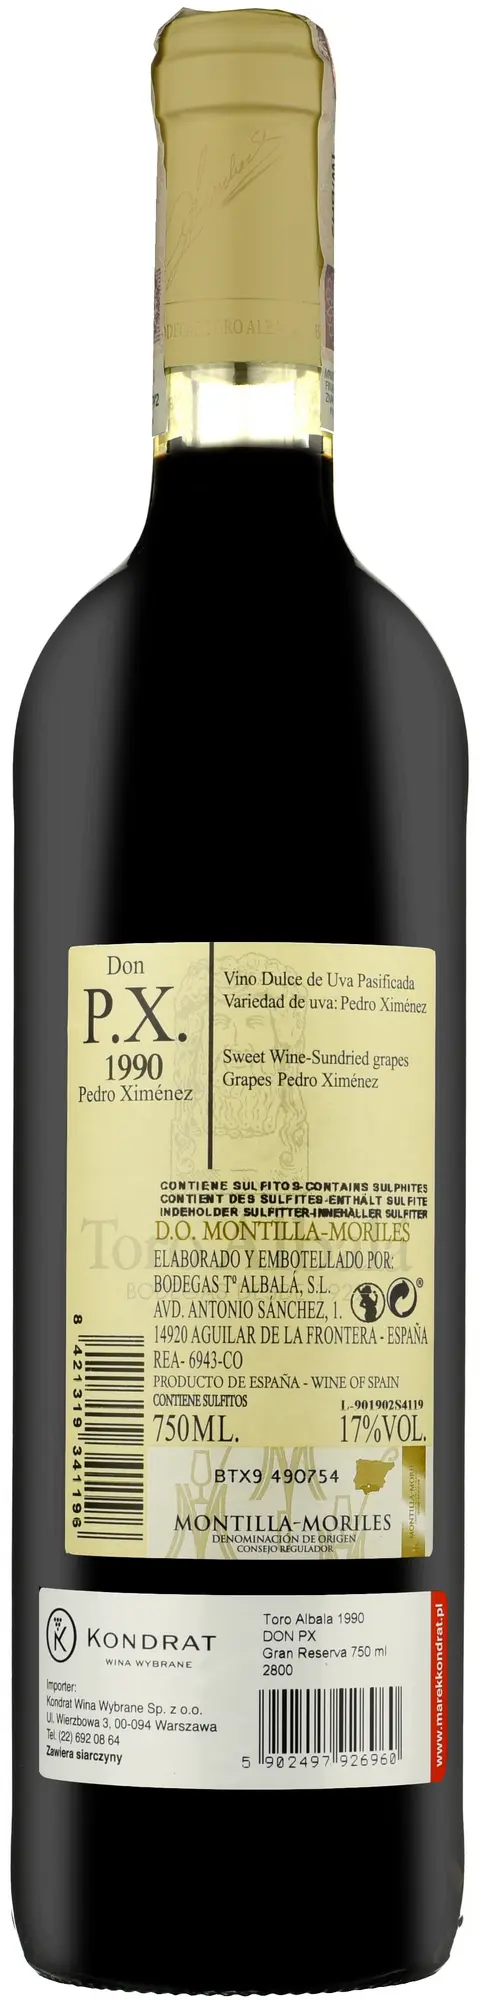 Don
P.X.
1990
Pedro Ximénez
Vino Dulce de Uva Pasificada
Variedad de uva: Pedro Ximénez
Sweet Wine-Sundried grapes
Grapes Pedro Ximénez
CONTIENE SULFITOS-CONTAINS SULPHITES
CONTIENT DES SULFITES-ENTHÄLT SULFITE
INDEHOLDER SULFITTER-INNEHÅLLER SULFITER
D.O. MONTILLA-MORILES
ELABORADO Y EMBOTELLADO POR:
BODEGAS Tº ALBALÁ, S.L.
AVD. ANTONIO SÁNCHEZ, 1.
14920 AGUILAR DE LA FRONTERA - ESPAÑA
REA- 6943-CO
PRODUCTO DE ESPAÑA - WINE OF SPAIN
CONTIENE SULFITOS
L-901902S4119
750ML. 17%VOL.
8 421319 341196
BTX9 490754
MONTILLA-MORILES
DENOMINACIÓN DE ORIGEN
CONSEJO REGULADOR
K KONDRAT
WINA WYBRANE
Importer:
Kondrat Wina Wybrane Sp. z o.o.
Ul. Wierzbowa 3, 00-094 Warszawa
Tel. (22) 692 08 64
Zawiera siarczyny
Toro Albala 1990
DON PX
Gran Reserva 750 ml
2800
5 902497 926960
www.marekkondrat.pl